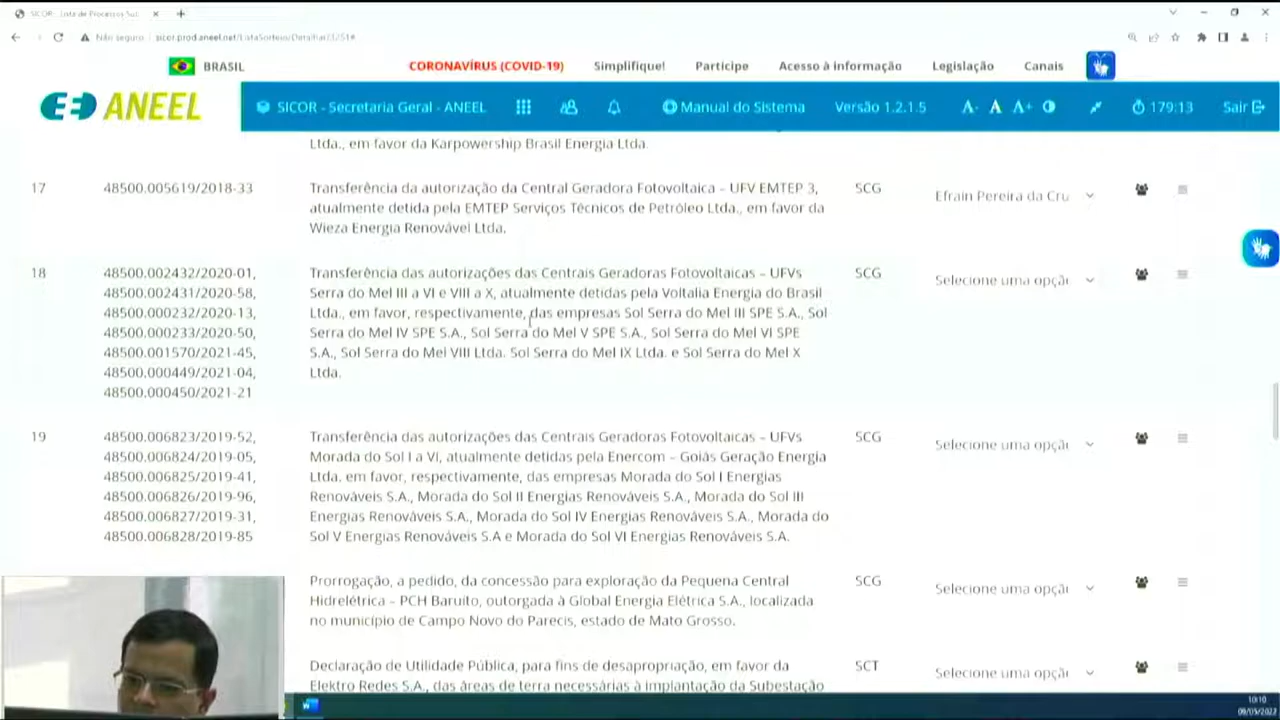 SICOR - Lista de Processos Sul
Não seguro sicor.prod.aneel.net/ListaSorteio/Detalhar/
BRASIL CORONAVÍRUS (COVID-19) Simplifique! Participe Acesso à informação Legislação Canais
ANEEL SICOR - Secretaria Geral - ANEEL Manual do Sistema Versão 1.2.1.5 A- A A+ 179:13 Sair
Ltda., em favor da Karpowership Brasil Energia Ltda.
17 48500.005619/2018-33 Transferência da autorização da Central Geradora Fotovoltaica – UFV EMTEP 3, SCG Efrain Pereira da Cru
atualmente detida pela EMTEP Serviços Técnicos de Petróleo Ltda., em favor da
Wieza Energia Renovável Ltda.
18 48500.002432/2020-01, Transferência das autorizações das Centrais Geradoras Fotovoltaicas – UFVs SCG Selecione uma opçã
48500.002431/2020-58, Serra do Mel III a VI e VIII a X, atualmente detidas pela Voltalia Energia do Brasil
48500.000232/2020-13, Ltda., em favor, respectivamente, das empresas Sol Serra do Mel III SPE S.A., Sol
48500.000233/2020-50, Serra do Mel IV SPE S.A., Sol Serra do Mel V SPE S.A., Sol Serra do Mel VI SPE
48500.001570/2021-45, S.A., Sol Serra do Mel VIII Ltda. Sol Serra do Mel IX Ltda. e Sol Serra do Mel X
48500.000449/2021-04, Ltda.
48500.000450/2021-21
19 48500.006823/2019-52, Transferência das autorizações das Centrais Geradoras Fotovoltaicas – UFVs SCG Selecione uma opçã
48500.006824/2019-05, Morada do Sol I a VI, atualmente detidas pela Enercom – Goiás Geração Energia
48500.006825/2019-41, Ltda. em favor, respectivamente, das empresas Morada do Sol I Energias
48500.006826/2019-96, Renováveis S.A., Morada do Sol II Energias Renováveis S.A., Morada do Sol III
48500.006827/2019-31, Energias Renováveis S.A., Morada do Sol IV Energias Renováveis S.A., Morada do
48500.006828/2019-85 Sol V Energias Renováveis S.A e Morada do Sol VI Energias Renováveis S.A.
Prorrogação, a pedido, da concessão para exploração da Pequena Central SCG Selecione uma opçã
Hidrelétrica – PCH Baruito, outorgada à Global Energia Elétrica S.A., localizada
no município de Campo Novo do Parecis, estado de Mato Grosso.
Declaração de Utilidade Pública, para fins de desapropriação, em favor da SCT Selecione uma opçã
Elektro Redes S.A., das áreas de terra necessárias à implantação da Subestação
10:10
09/05/2022